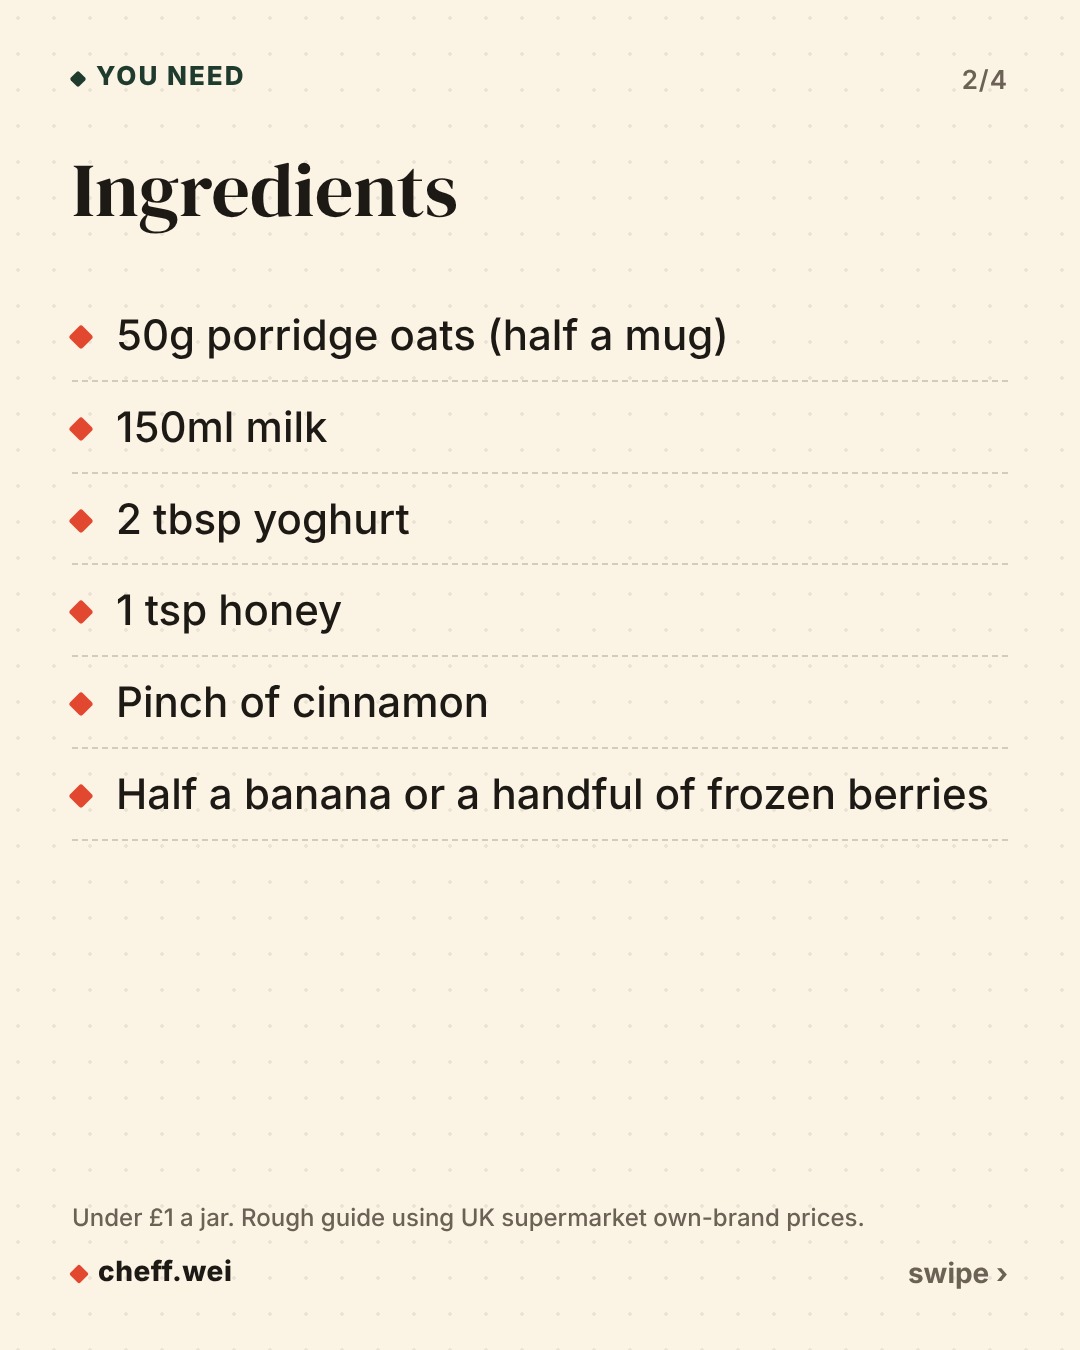 YOU NEED
2/4
Ingredients
50g porridge oats (half a mug)
150ml milk
2 tbsp yoghurt
1 tsp honey
Pinch of cinnamon
Half a banana or a handful of frozen berries
Under £1 a jar. Rough guide using UK supermarket own-brand prices.
cheff.wei
swipe ›